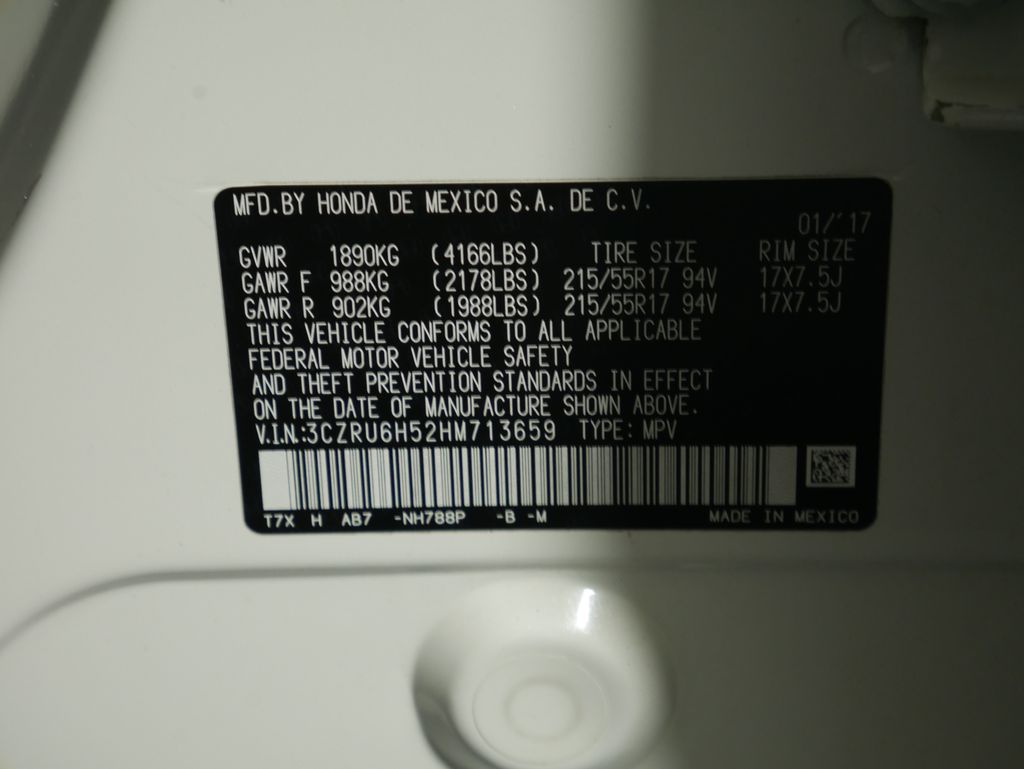 MFD.BY HONDA DE MEXICO S.A. DE C.V.
01/'17
GVWR 1890KG (4166LBS) TIRE SIZE RIM SIZE
GAWR F 988KG (2178LBS) 215/55R17 94V 17X7.5J
GAWR R 902KG (1988LBS) 215/55R17 94V 17X7.5J
THIS VEHICLE CONFORMS TO ALL APPLICABLE
FEDERAL MOTOR VEHICLE SAFETY
AND THEFT PREVENTION STANDARDS IN EFFECT
ON THE DATE OF MANUFACTURE SHOWN ABOVE.
V.I.N.:3CZRU6H52HM713659 TYPE: MPV
T7X H AB7 -NH788P -B -M MADE IN MEXICO